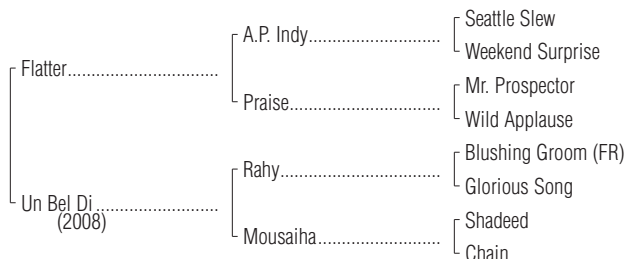 Seattle Slew
A.P. Indy
Weekend Surprise
Flatter
Mr. Prospector
Praise
Wild Applause
Blushing Groom (FR)
Rahy
Glorious Song
Un Bel Di
(2008)
Shadeed
Mousaiha
Chain